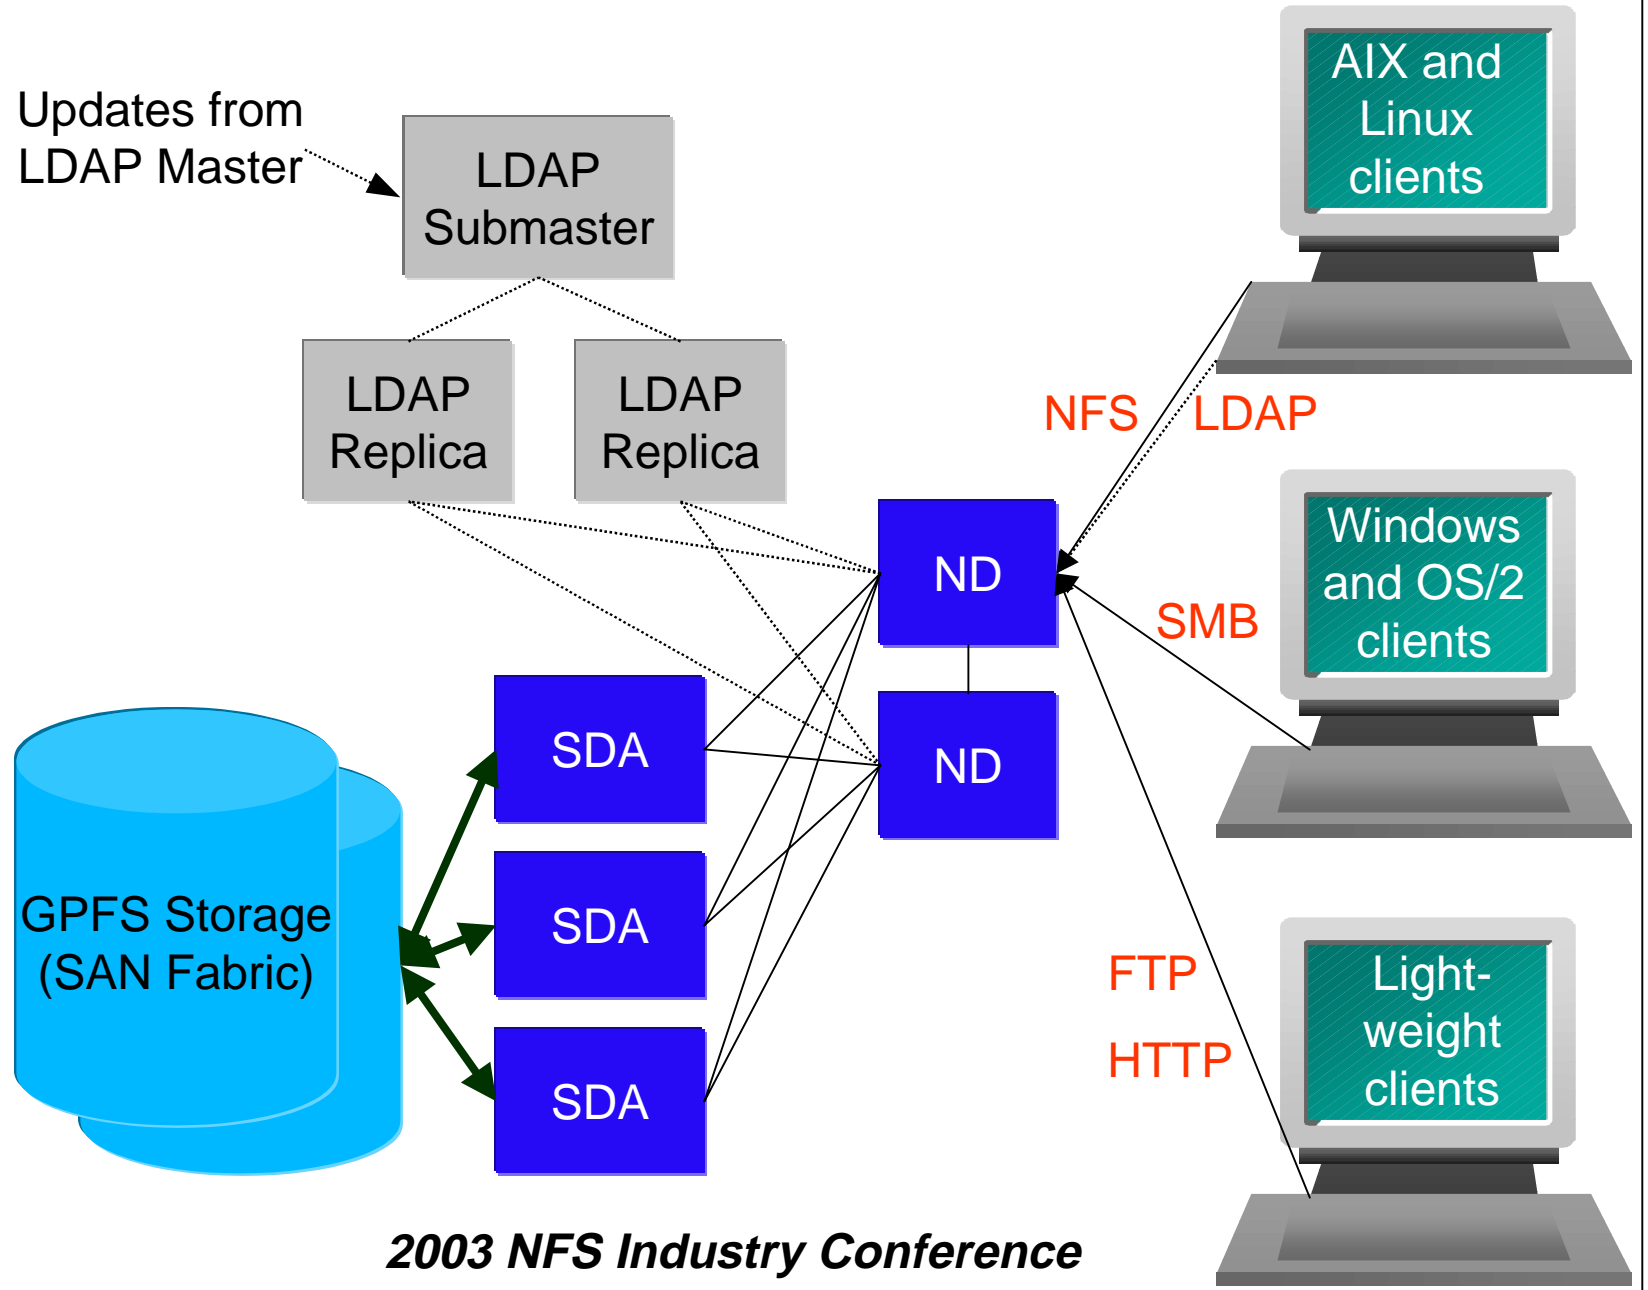 Updates from
LDAP Master
LDAP
Submaster
LDAP
Replica
LDAP
Replica
AIX and
Linux
clients
NFS
LDAP
ND
Windows
and OS/2
clients
SMB
ND
SDA
SDA
SDA
GPFS Storage
(SAN Fabric)
FTP
HTTP
Light-
weight
clients
2003 NFS Industry Conference